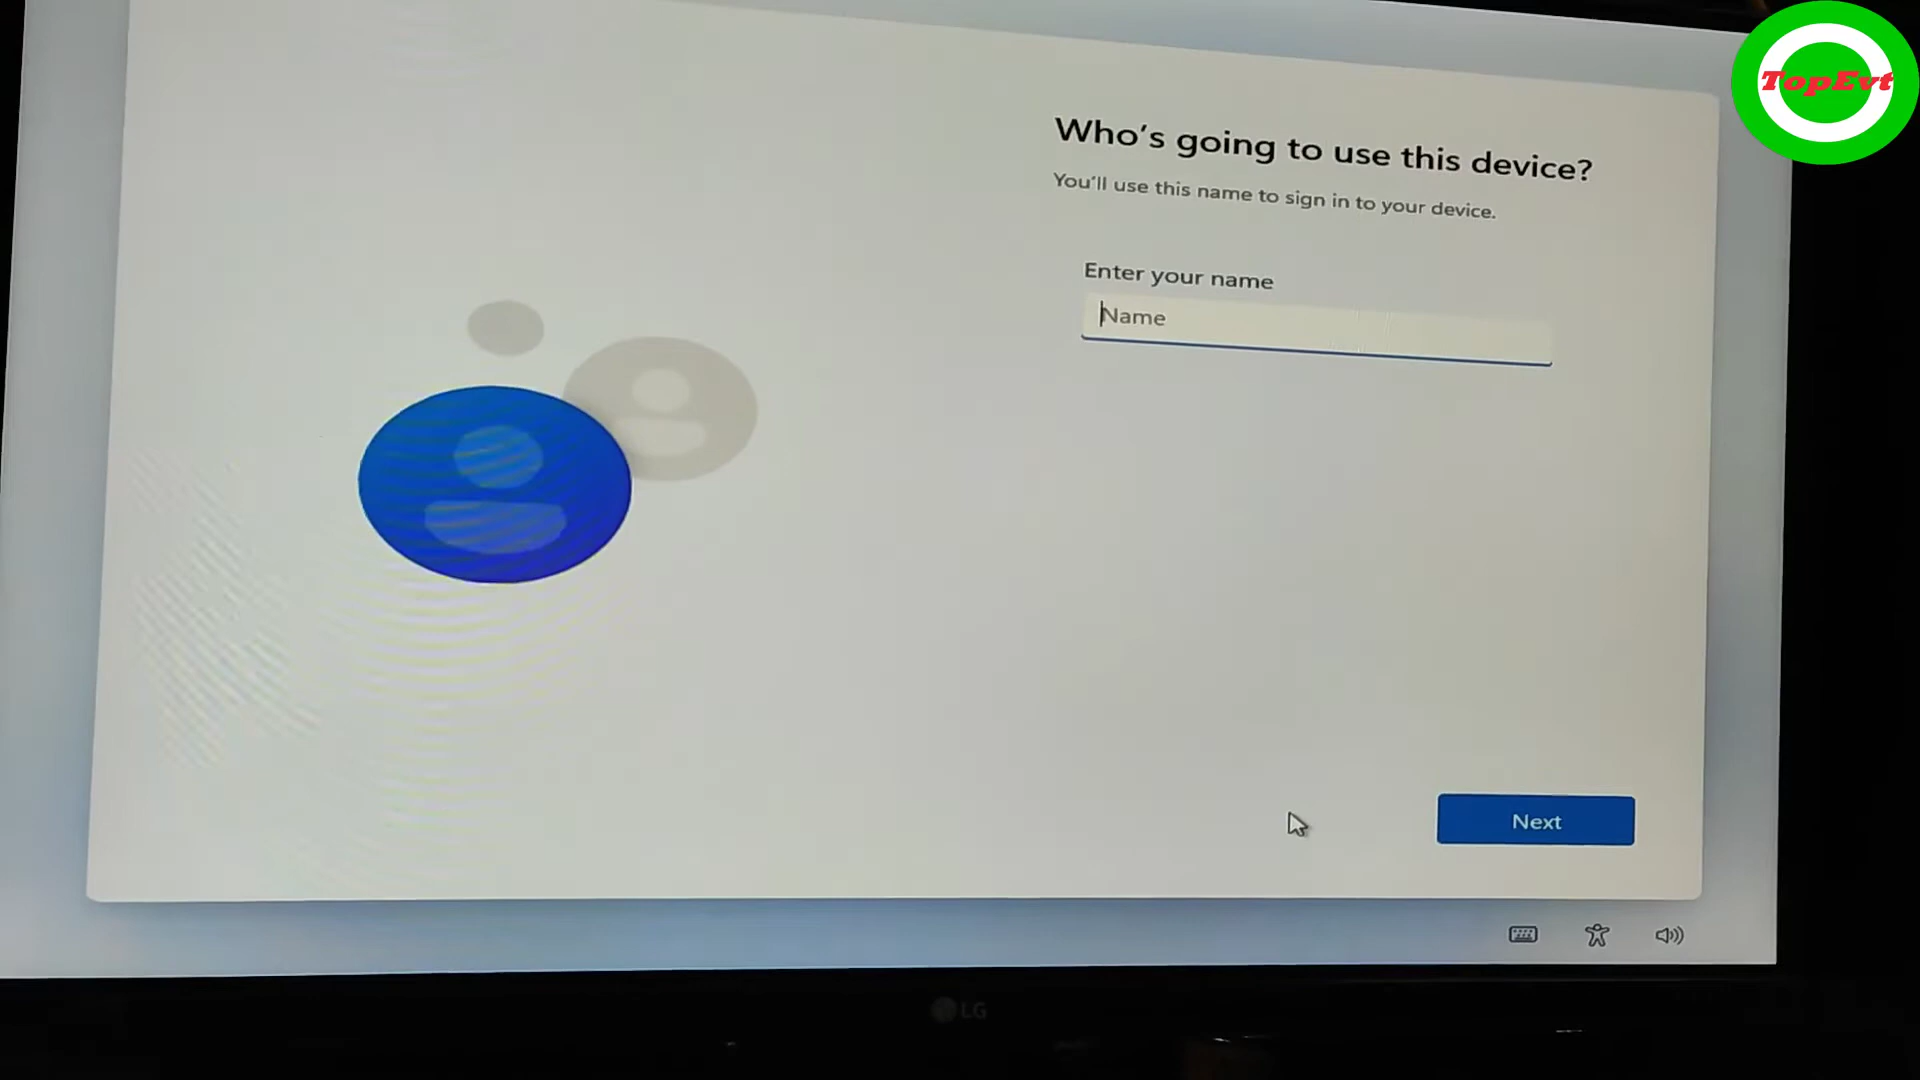 TopEvt
Who's going to use this device?
You'll use this name to sign in to your device.
Enter your name
Name
Next
LG